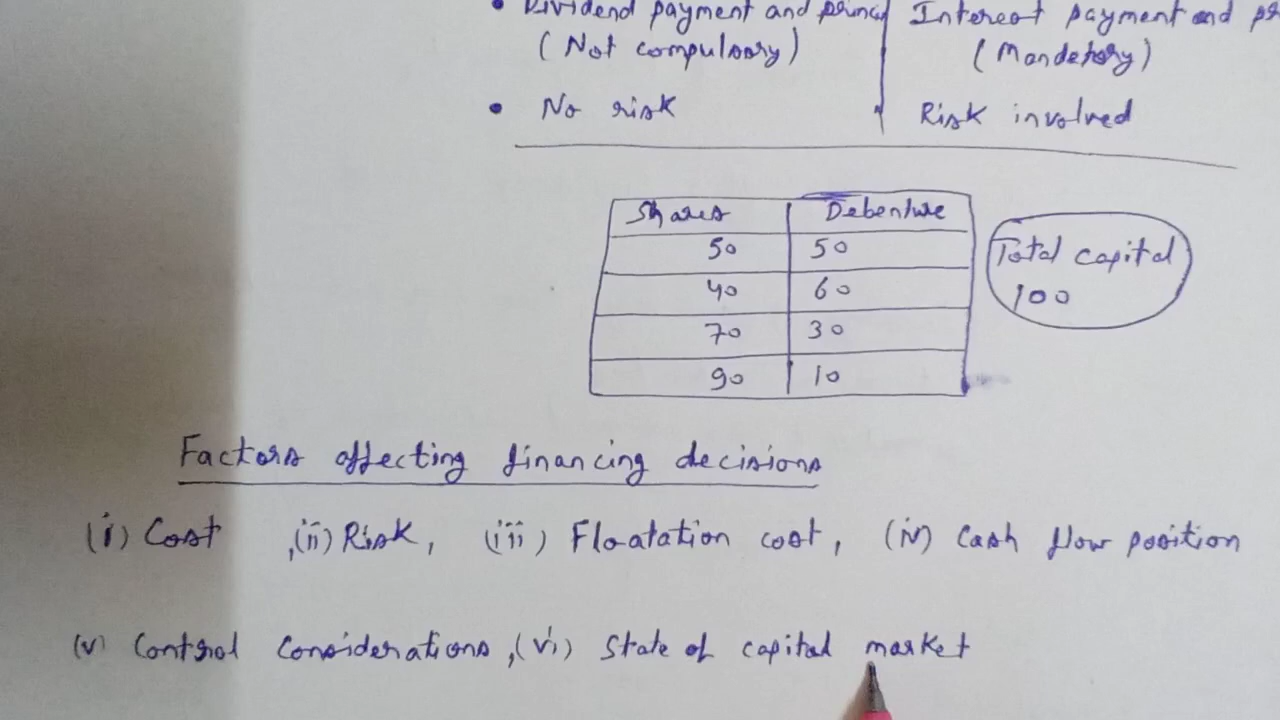 • Dividend payment and Interest payment and
(Not compulsory) (Mandetory)
• No risk Risk involved
Shares Debenture
50 50
40 60
70 30
90 10
Total capital
100
Factors affecting financing decisions
(i) Cost ,(ii) Risk, (iii) Floatation cost, (iv) Cash flow position
(v) Control Considerations, (vi) State of capital market